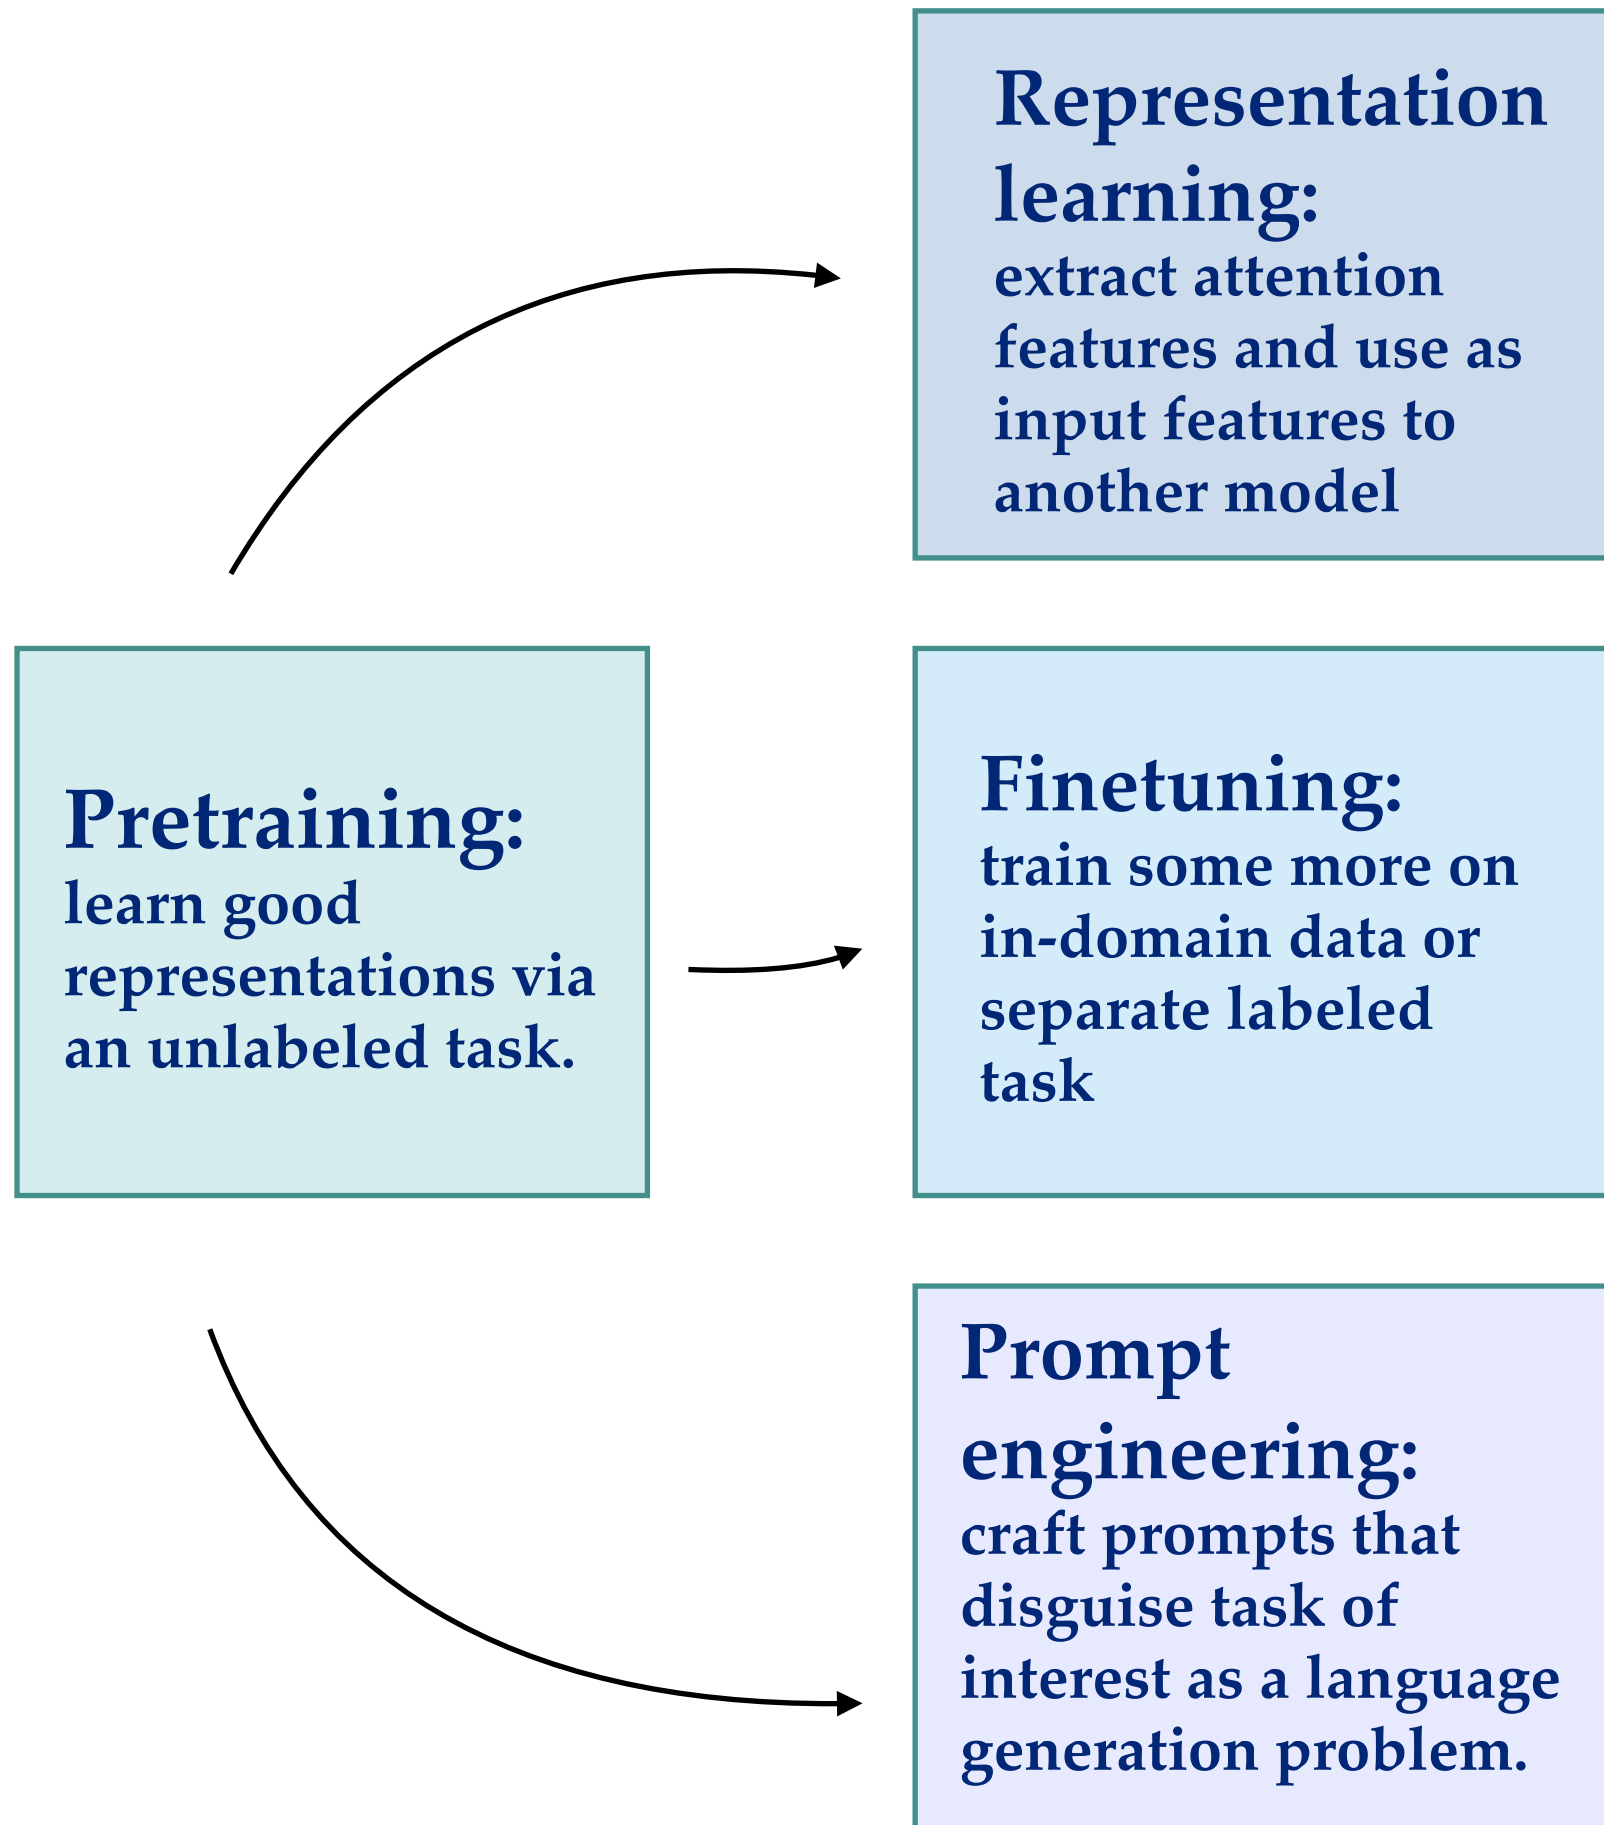 Representation
learning:
extract attention
features and use as
input features to
another model
Pretraining:
learn good
representations via
an unlabeled task.
Finetuning:
train some more on
in-domain data or
separate labeled
task
Prompt
engineering:
craft prompts that
disguise task of
interest as a language
generation problem.